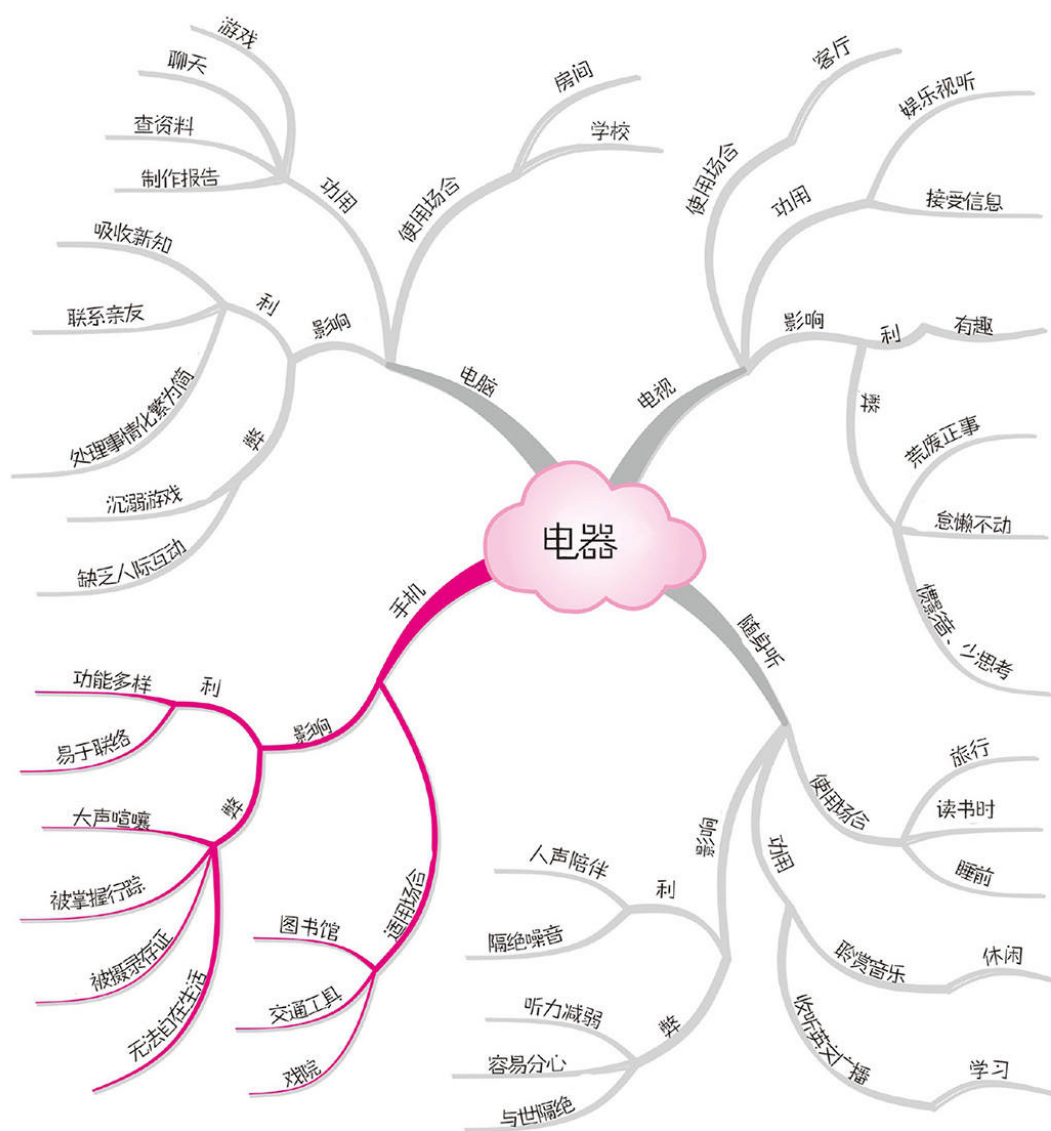 电器
电脑
功用
游戏
聊天
查资料
制作报告
使用场合
房间
学校
影响
利
吸收新知
联系亲友
处理事情化繁为简
弊
沉溺游戏
缺乏人际互动
电视
使用场合
客厅
功用
娱乐视听
接受信息
影响
利
有趣
弊
荒废正事
怠懒不动
惯影策、少思考
手机
影响
利
功能多样
易于联络
弊
大声喧嚷
被掌握行踪
被摄录存证
无法自在生活
适用场合
图书馆
交通工具
戏院
随身听
使用场合
旅行
读书时
睡前
功用
聆赏音乐
休闲
收听英文广播
学习
影响
利
人声陪伴
隔绝噪音
弊
听力减弱
容易分心
与世隔绝